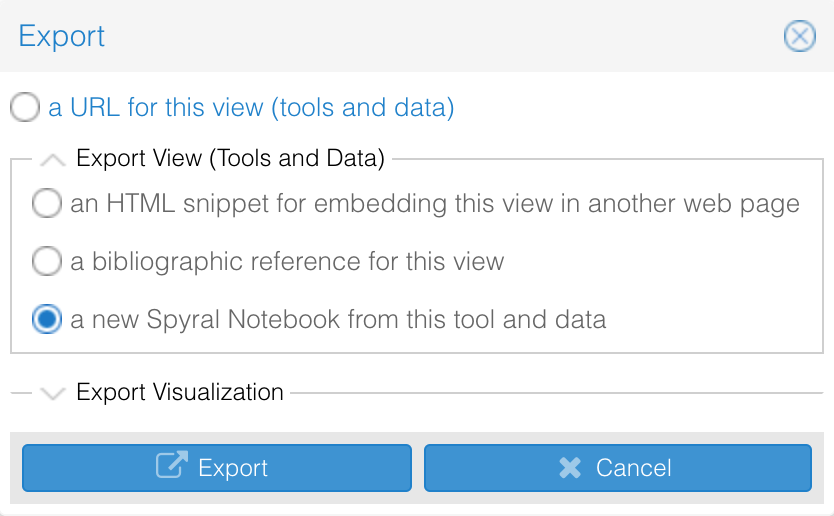 Export
a URL for this view (tools and data)
Export View (Tools and Data)
an HTML snippet for embedding this view in another web page
a bibliographic reference for this view
a new Spyral Notebook from this tool and data
Export Visualization
Export
Cancel